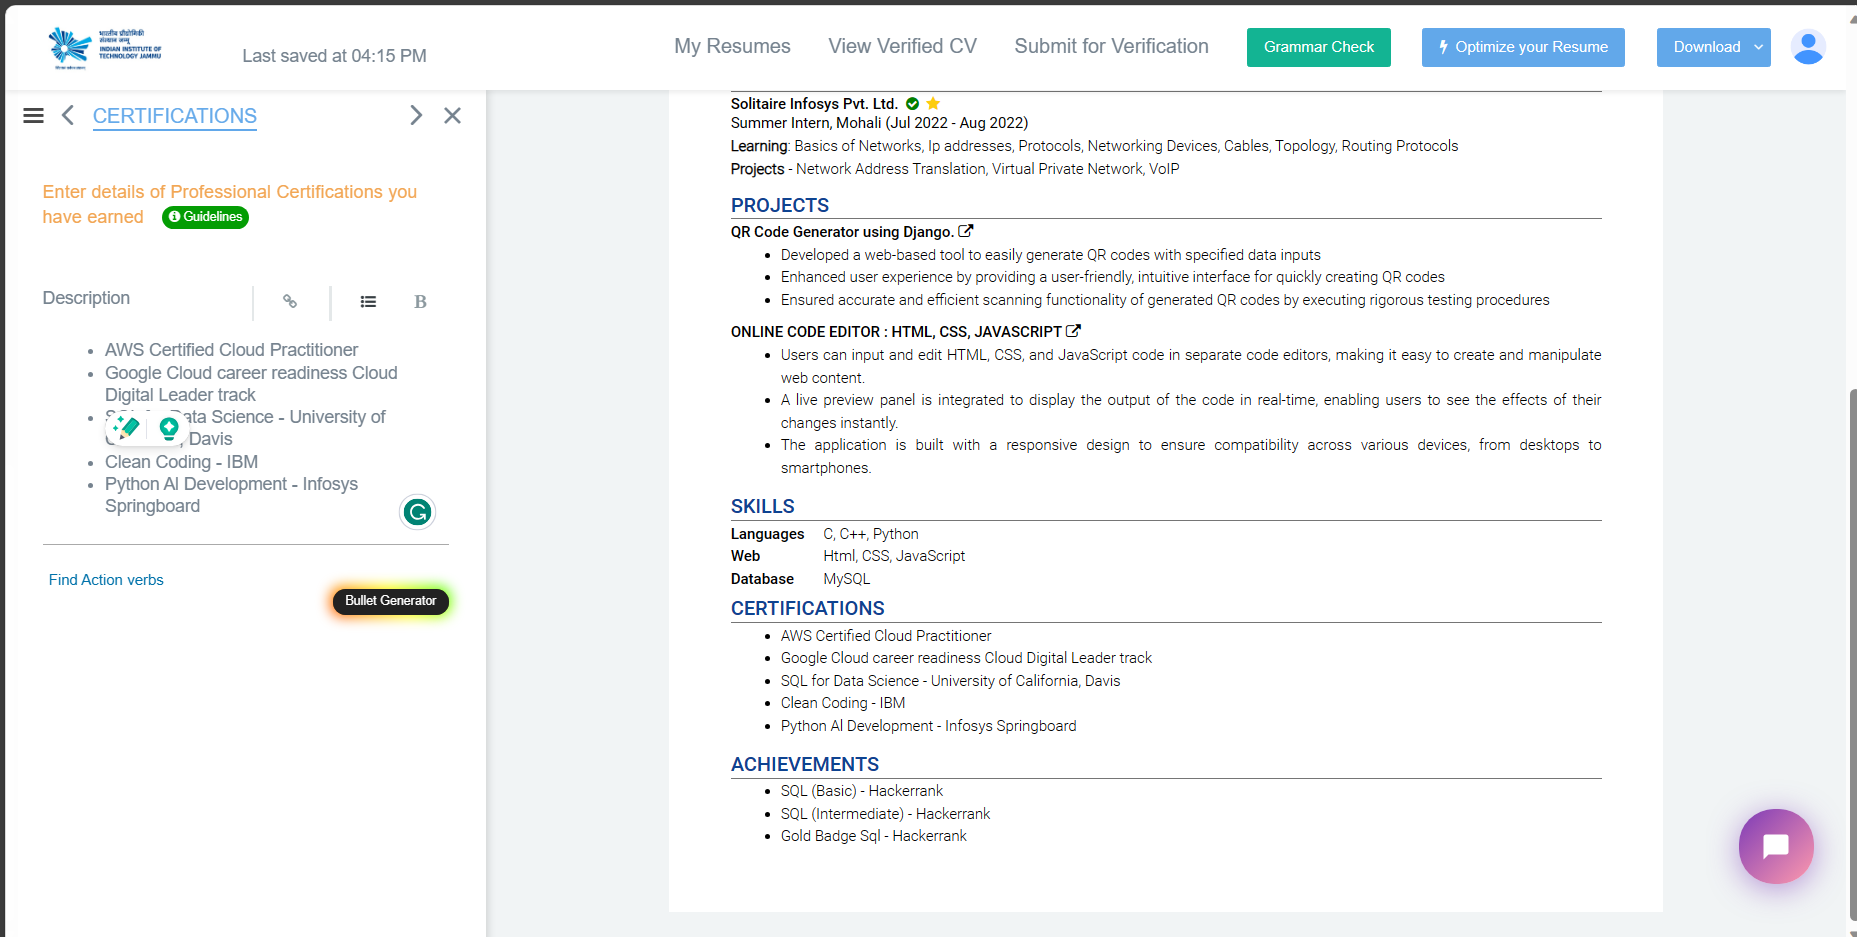 भारतीय प्रौद्योगिकी
संस्थान जम्मू
INDIAN INSTITUTE OF
TECHNOLOGY JAMMU
Last saved at 04:15 PM
My Resumes
View Verified CV
Submit for Verification
Grammar Check
Optimize your Resume
Download
CERTIFICATIONS
Enter details of Professional Certifications you
have earned
Guidelines
Description
B
AWS Certified Cloud Practitioner
Google Cloud career readiness Cloud
Digital Leader track
Data Science - University of
, Davis
Clean Coding - IBM
Python AI Development - Infosys
Springboard
Find Action verbs
Bullet Generator
Solitaire Infosys Pvt. Ltd.
Summer Intern, Mohali (Jul 2022 - Aug 2022)
Learning: Basics of Networks, Ip addresses, Protocols, Networking Devices, Cables, Topology, Routing Protocols
Projects - Network Address Translation, Virtual Private Network, VoIP
PROJECTS
QR Code Generator using Django.
Developed a web-based tool to easily generate QR codes with specified data inputs
Enhanced user experience by providing a user-friendly, intuitive interface for quickly creating QR codes
Ensured accurate and efficient scanning functionality of generated QR codes by executing rigorous testing procedures
ONLINE CODE EDITOR : HTML, CSS, JAVASCRIPT
Users can input and edit HTML, CSS, and JavaScript code in separate code editors, making it easy to create and manipulate
web content.
A live preview panel is integrated to display the output of the code in real-time, enabling users to see the effects of their
changes instantly.
The application is built with a responsive design to ensure compatibility across various devices, from desktops to
smartphones.
SKILLS
Languages C, C++, Python
Web Html, CSS, JavaScript
Database MySQL
CERTIFICATIONS
AWS Certified Cloud Practitioner
Google Cloud career readiness Cloud Digital Leader track
SQL for Data Science - University of California, Davis
Clean Coding - IBM
Python AI Development - Infosys Springboard
ACHIEVEMENTS
SQL (Basic) - Hackerrank
SQL (Intermediate) - Hackerrank
Gold Badge Sql - Hackerrank